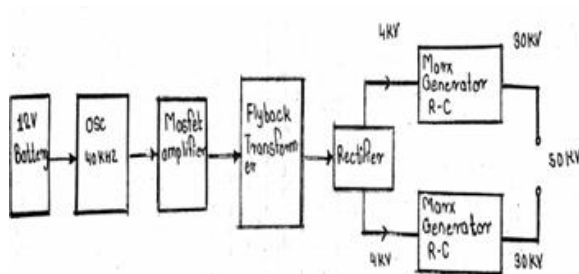 12V
Battery
OSC
40KHZ
Mosfet
amplifier
Flyback
Transform
er
Rectifier
4KV
Marx
Generator
R-C
30KV
50KV
4KV
Marx
Generator
R-C
30KV